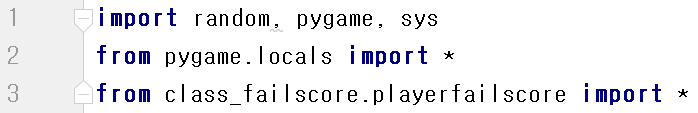 1 import random, pygame, sys
2 from pygame.locals import *
3 from class_failscore.playerfailscore import *